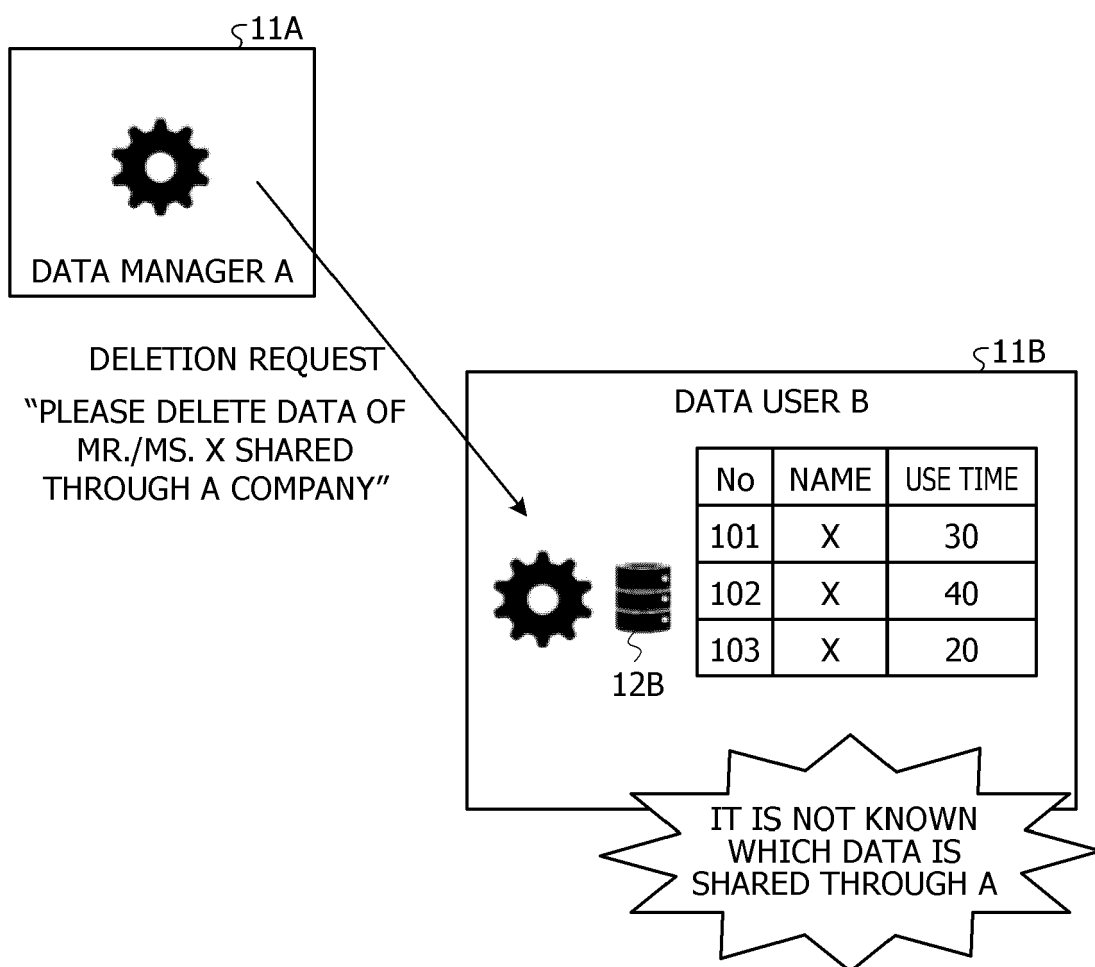 11A
DATA MANAGER A
DELETION REQUEST
“PLEASE DELETE DATA OF
MR./MS. X SHARED
THROUGH A COMPANY”
11B
DATA USER B
No NAME USE TIME
101 X 30
102 X 40
103 X 20
12B
IT IS NOT KNOWN
WHICH DATA IS
SHARED THROUGH A